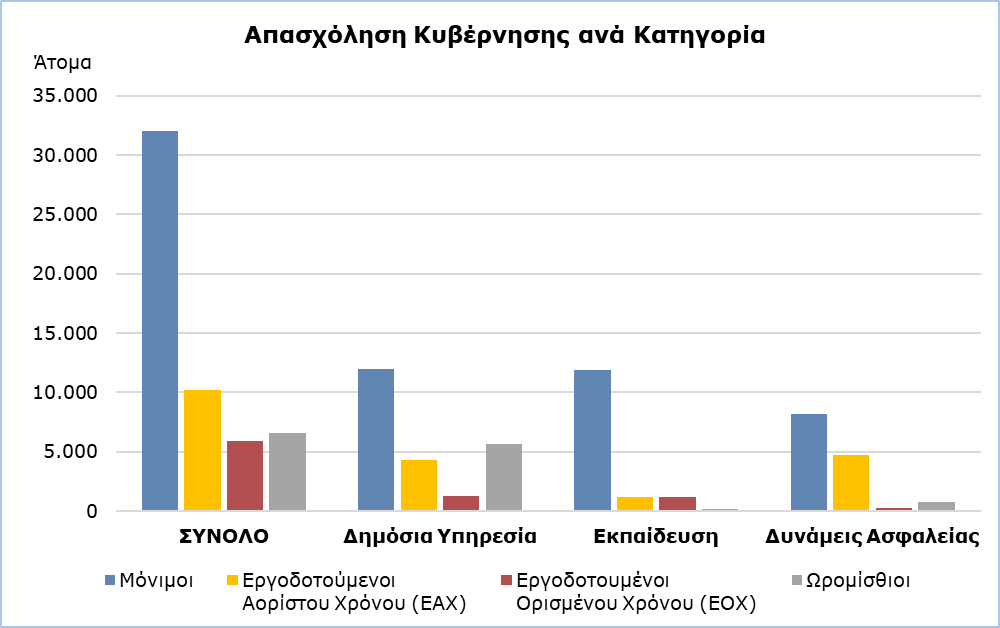 Απασχόληση Κυβέρνησης ανά Κατηγορία
Άτομα
35.000
30.000
25.000
20.000
15.000
10.000
5.000
0
ΣΥΝΟΛΟ
Δημόσια Υπηρεσία
Εκπαίδευση
Δυνάμεις Ασφαλείας
Μόνιμοι
Εργοδοτούμενοι
Αορίστου Χρόνου (ΕΑΧ)
Εργοδοτουμένοι
Ορισμένου Χρόνου (ΕΟΧ)
Ωρομίσθιοι